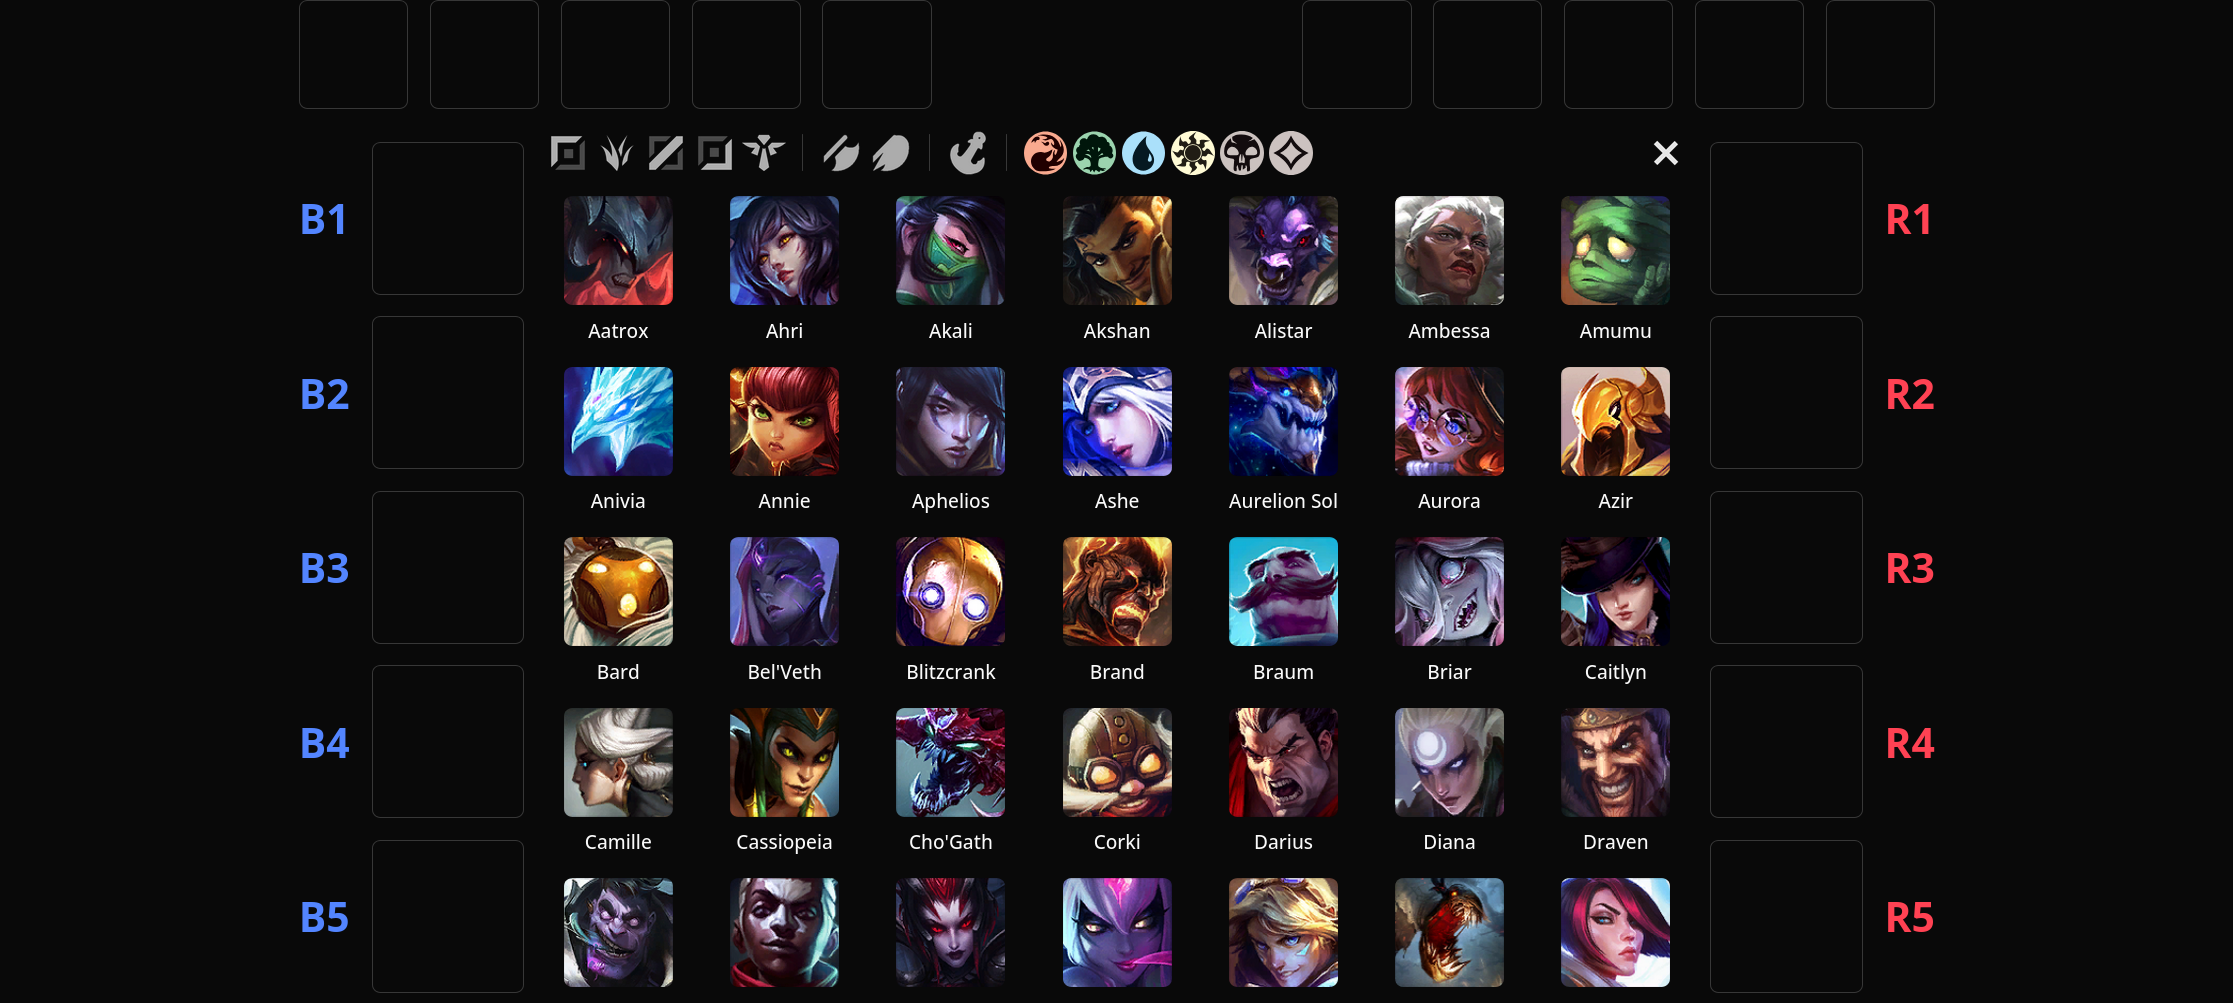 B1
R1
Aatrox Ahri Akali Akshan Alistar Ambessa Amumu
B2
R2
Anivia Annie Aphelios Ashe Aurelion Sol Aurora Azir
B3
R3
Bard Bel'Veth Blitzcrank Brand Braum Briar Caitlyn
B4
R4
Camille Cassiopeia Cho'Gath Corki Darius Diana Draven
B5
R5